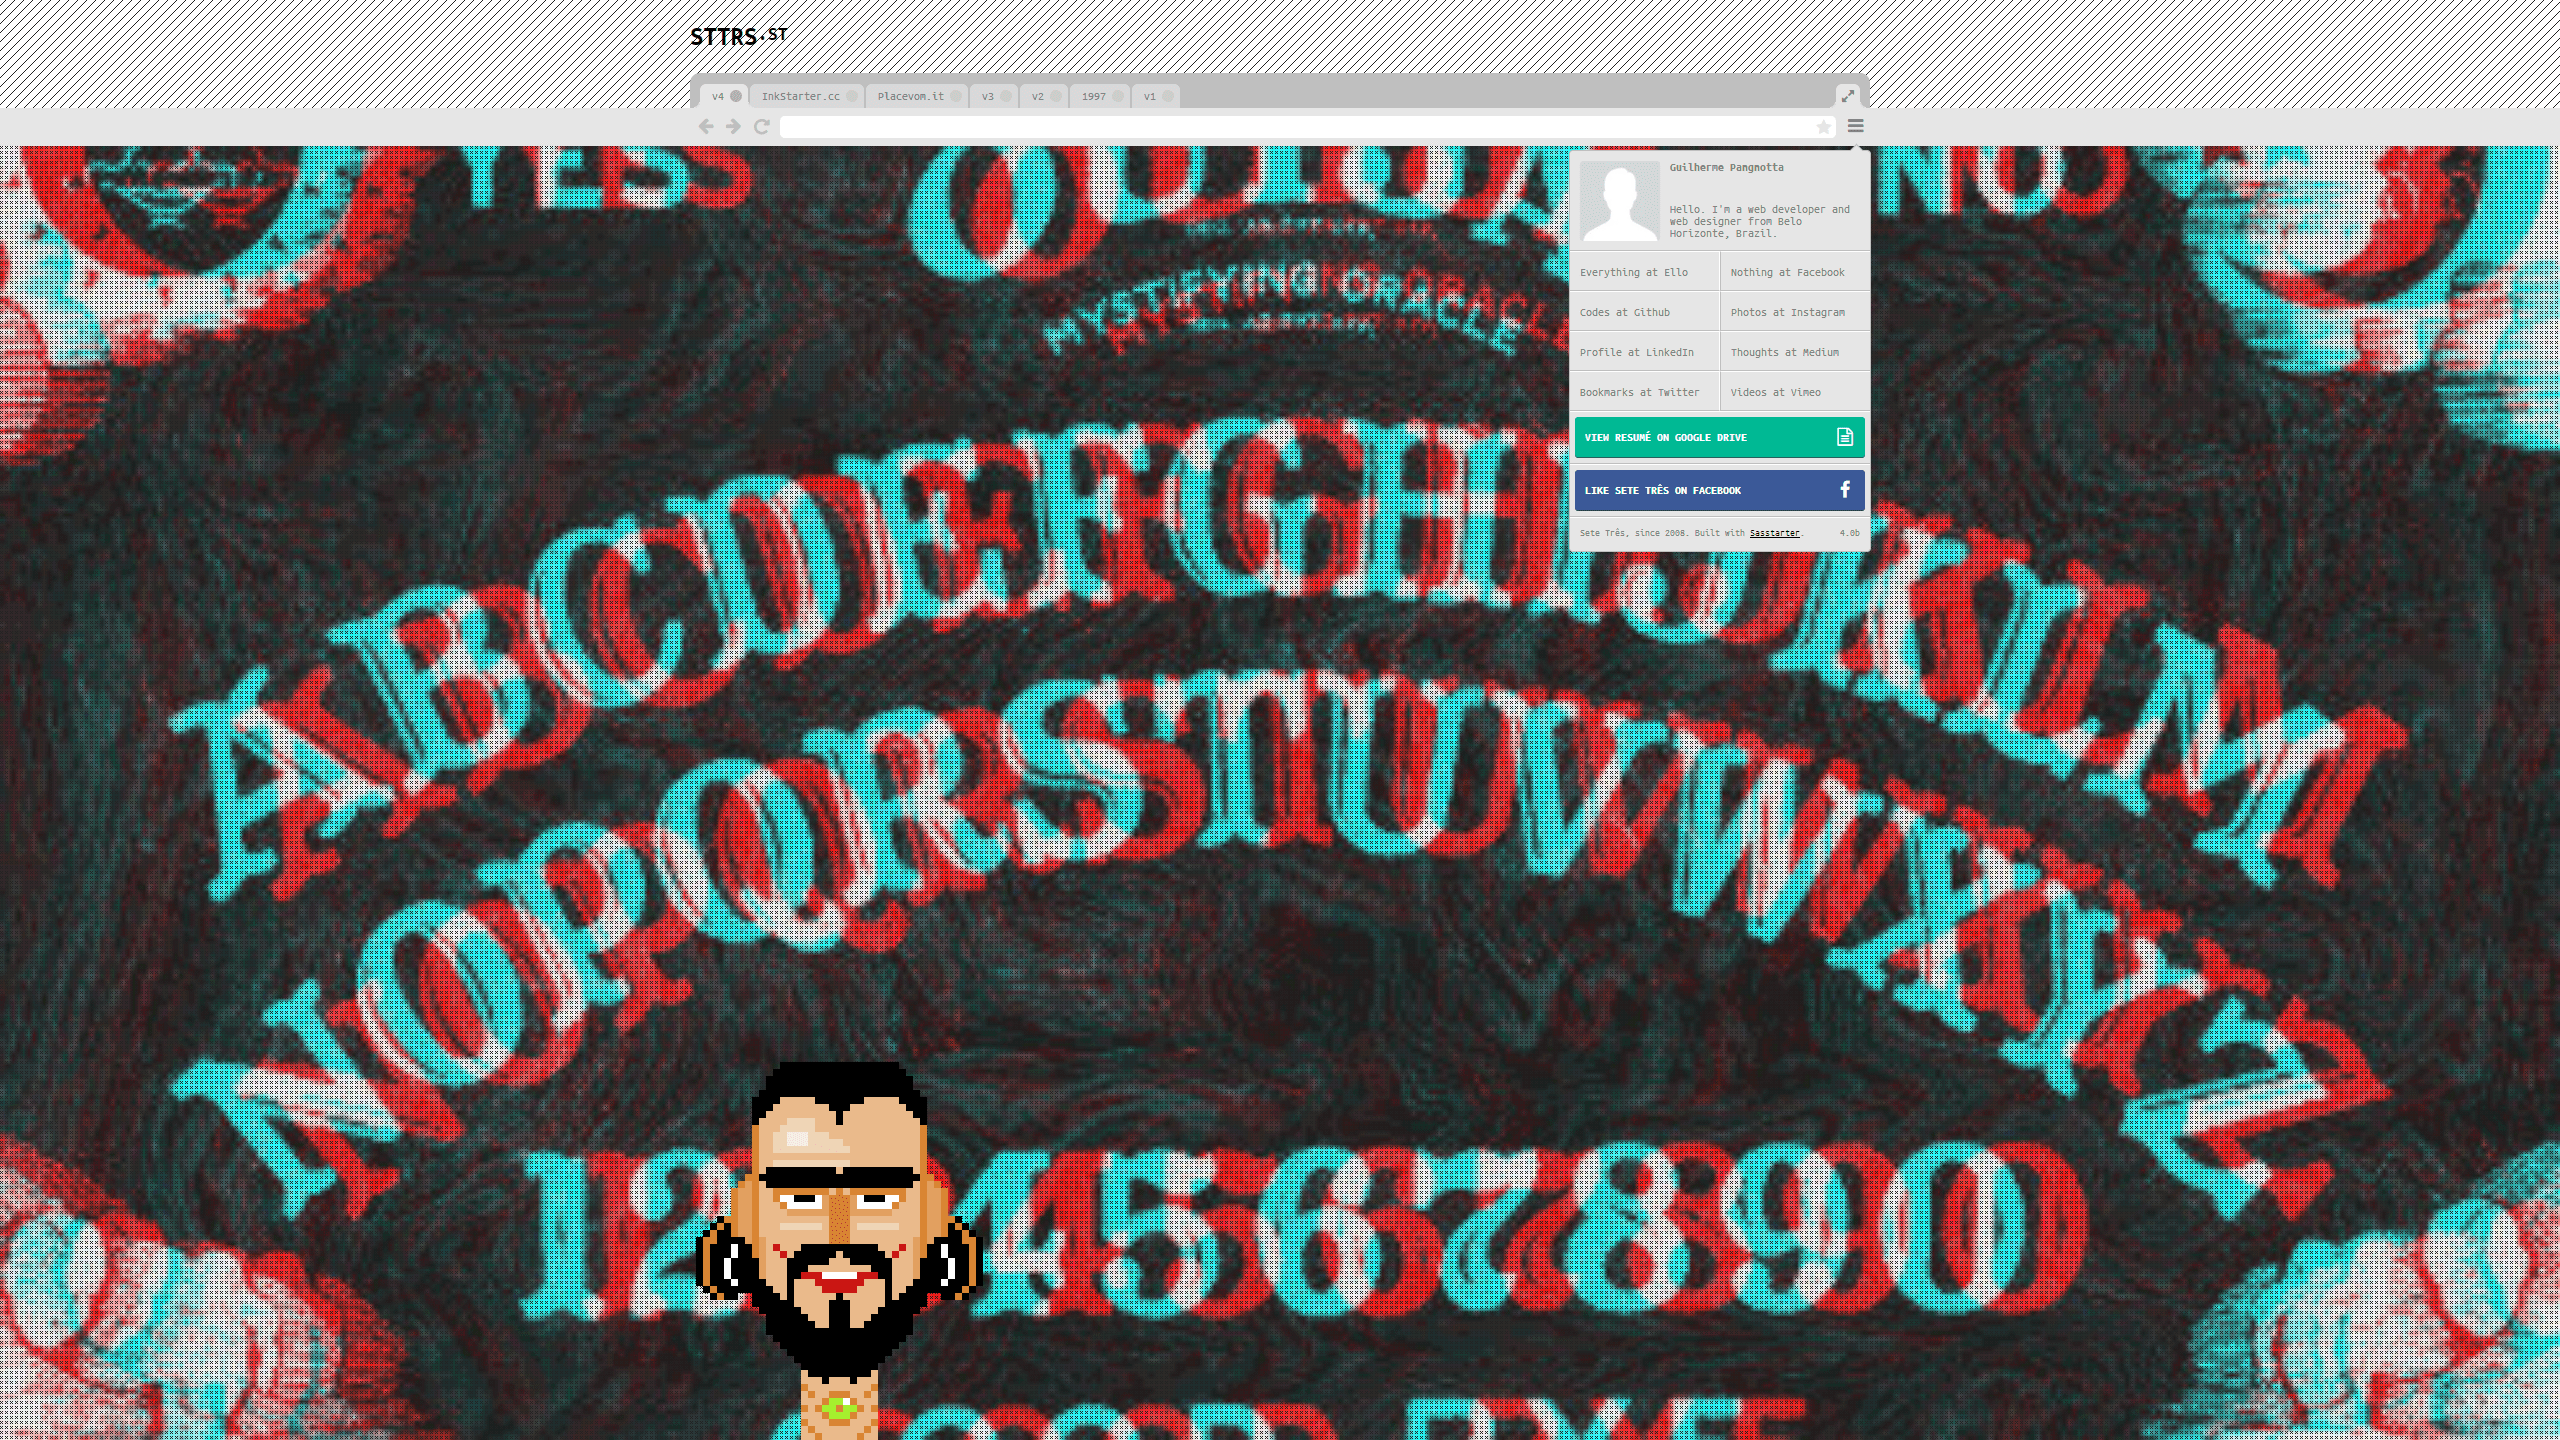 STTRS.ST
v4 InkStarter.cc Placevom.it v3 v2 1997 v1
YES OUIJA NO
MYSTIFYING ORACLE
Guilherme Pangnotta
Hello. I'm a web developer and
web designer from Belo
Horizonte, Brazil.
Everything at Ello Nothing at Facebook
Codes at Github Photos at Instagram
Profile at LinkedIn Thoughts at Medium
Bookmarks at Twitter Videos at Vimeo
VIEW RESUMÉ ON GOOGLE DRIVE
LIKE SETE TRÊS ON FACEBOOK
Sete Três, since 2008. Built with Sasstarter. 4.0b
ABCDEFGHIJKLM
NOPQRSTUVWXYZ
12 4567890
GOOD BYE